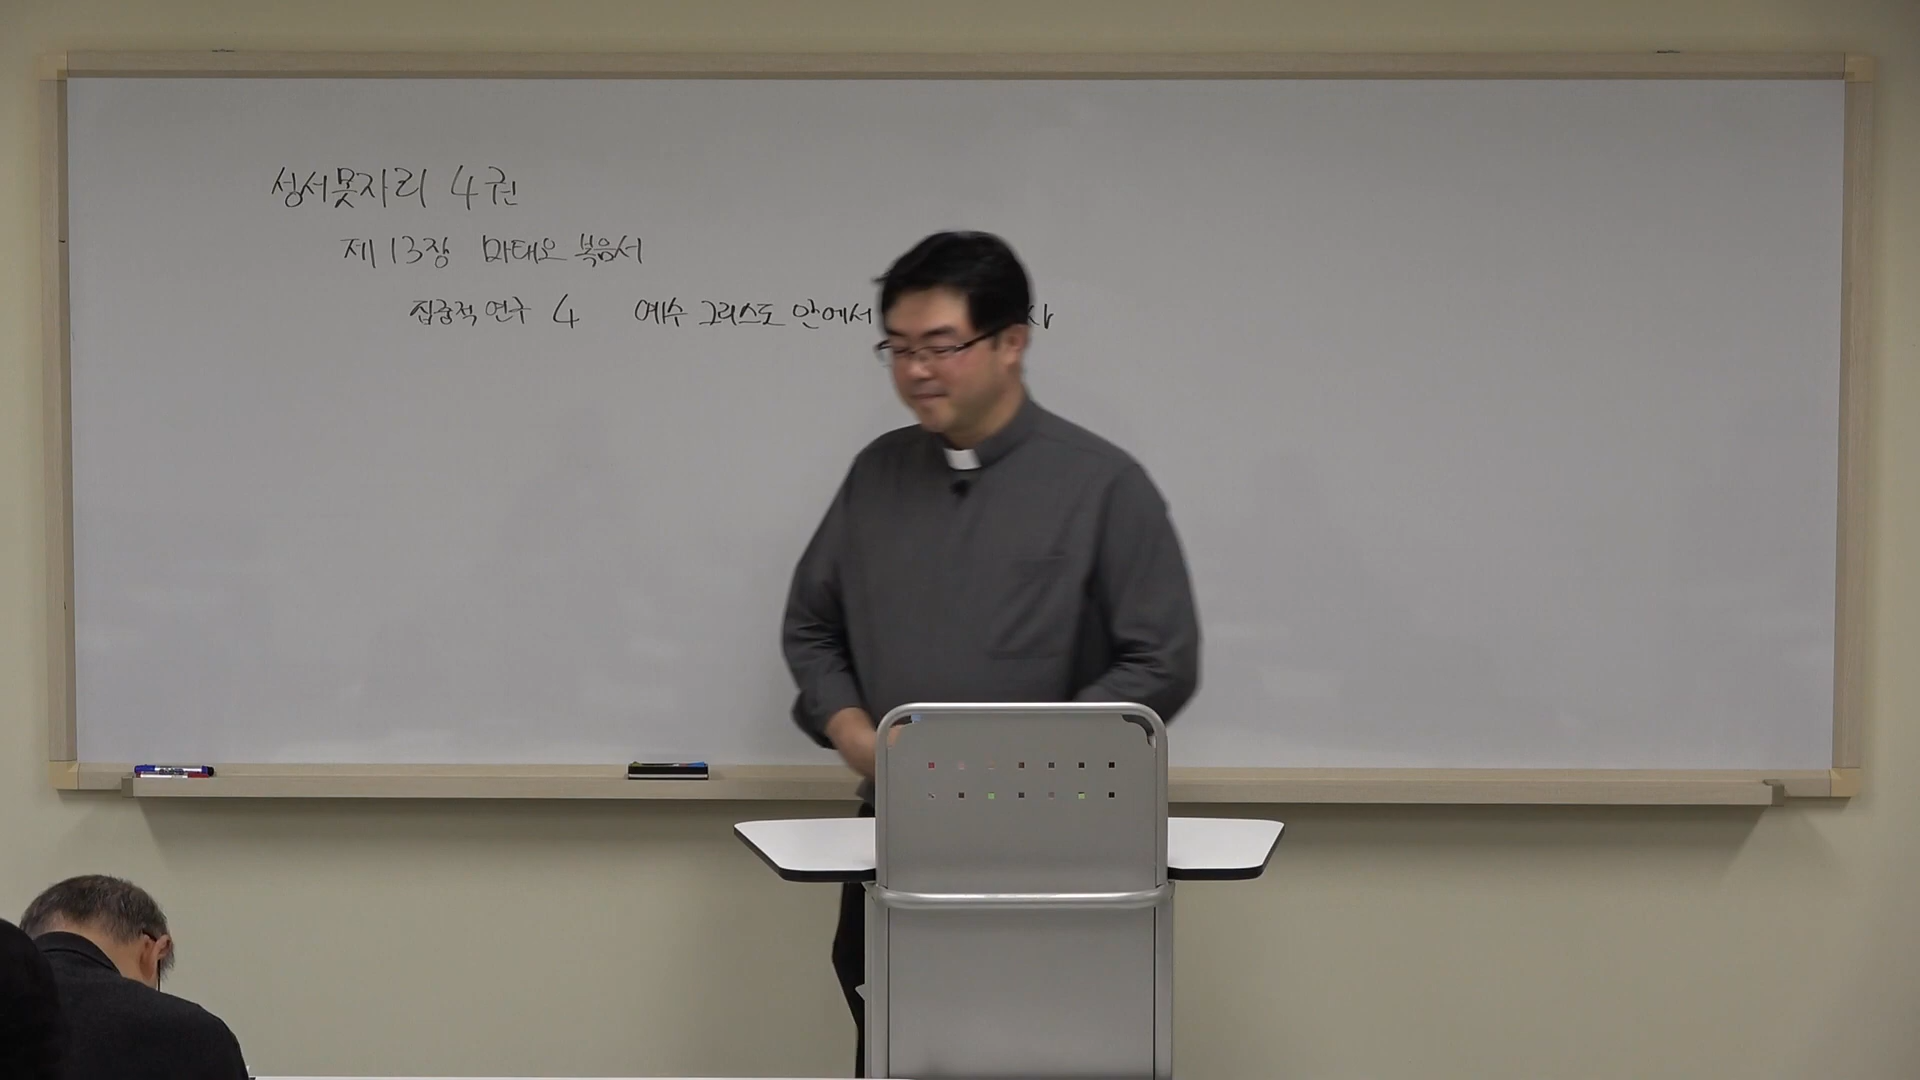 성서못자리 4권
제 13장 마태오 복음서
집중적 연구 4 예수 그리스도 안에서